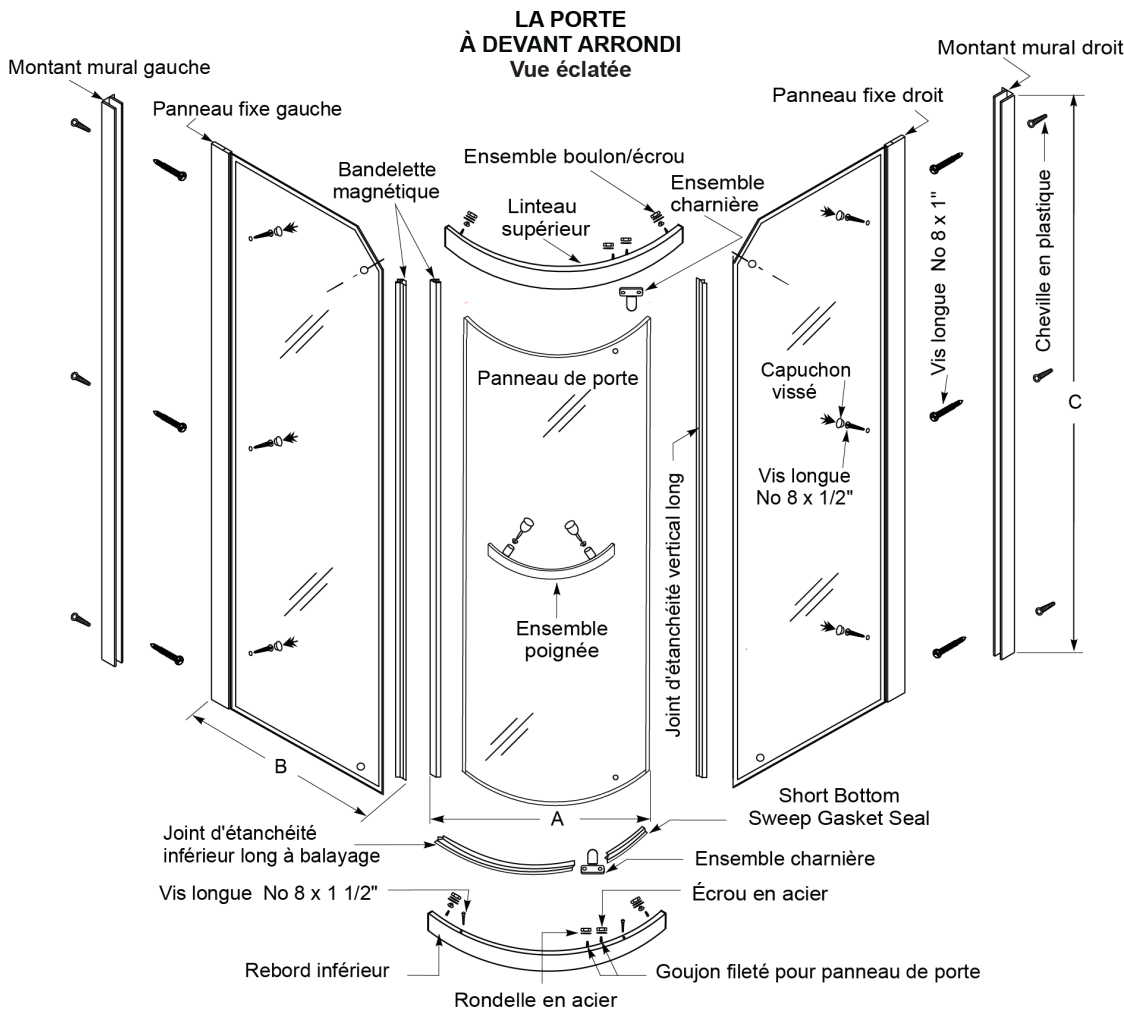 LA PORTE
À DEVANT ARRONDI
Vue éclatée
Montant mural gauche
Montant mural droit
Panneau fixe gauche
Panneau fixe droit
Bandelette
magnétique
Ensemble boulon/écrou
Linteau
supérieur
Ensemble
charnière
Vis longue No 8 x 1"
Cheville en plastique
Panneau de porte
Capuchon
vissé
C
Vis longue
No 8 x 1/2"
Joint d'étanchéité vertical long
Ensemble
poignée
B
A
Short Bottom
Sweep Gasket Seal
Joint d'étanchéité
inférieur long à balayage
Ensemble charnière
Vis longue No 8 x 1 1/2"
Écrou en acier
Rebord inférieur
Goujon fileté pour panneau de porte
Rondelle en acier